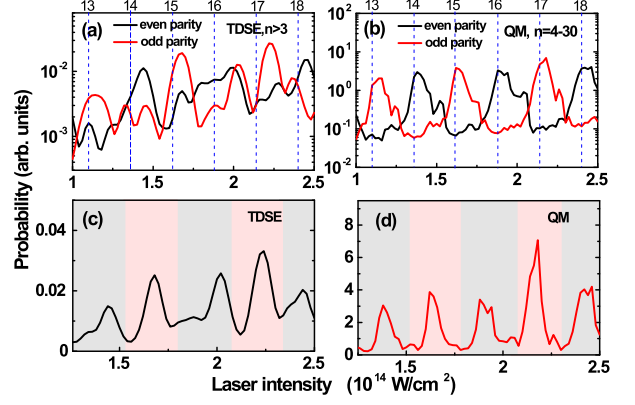 13 14 15 16 17 18
13 14 15 16 17 18
(a) even parity TDSE,n>3
odd parity
(b) even parity QM, n=4-30
odd parity
10^-2
10^-3
10^2
10^1
10^0
10^-1
10^-2
1 1.5 2 2.5
1 1.5 2 2.5
Probability (arb. units)
(c) TDSE
(d) QM
0.04
0.02
0.00
8
6
4
2
0
1.5 2 2.5
1.5 2 2.5
Laser intensity (10^14 W/cm^2)